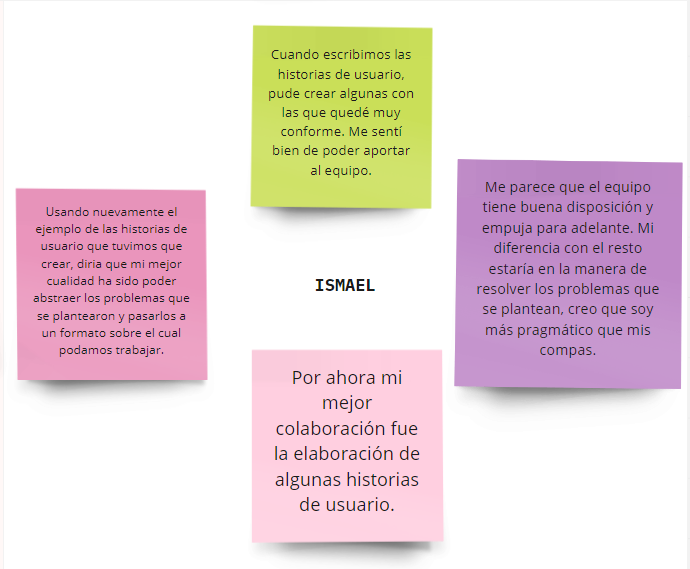 Cuando escribimos las
historias de usuario,
pude crear algunas con
las que quedé muy
conforme. Me sentí
bien de poder aportar
al equipo.
Usando nuevamente el
ejemplo de las historias de
usuario que tuvimos que
crear, diria que mi mejor
cualidad ha sido poder
abstraer los problemas que
se plantearon y pasarlos a
un formato sobre el cual
podamos trabajar.
ISMAEL
Me parece que el equipo
tiene buena disposición y
empuja para adelante. Mi
diferencia con el resto
estaría en la manera de
resolver los problemas que
se plantean, creo que soy
más pragmático que mis
compas.
Por ahora mi
mejor
colaboración fue
la elaboración de
algunas historias
de usuario.